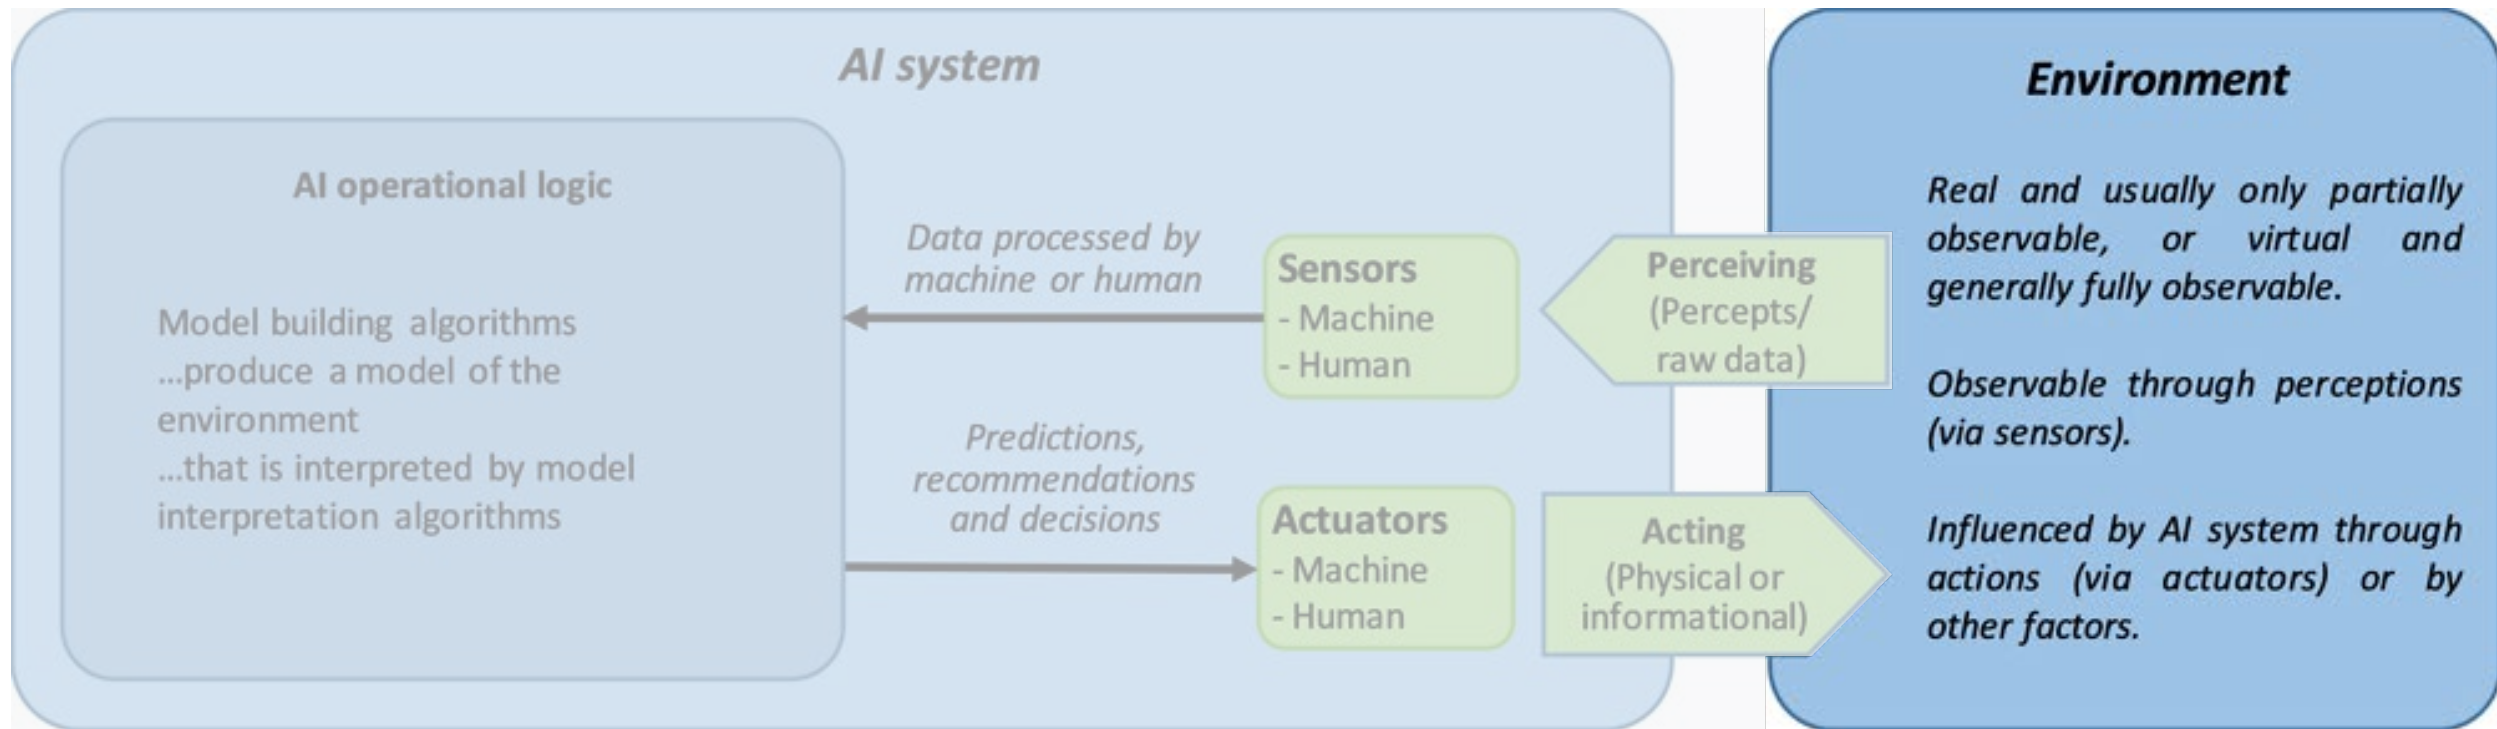 AI system
AI operational logic
Model building algorithms
...produce a model of the
environment
...that is interpreted by model
interpretation algorithms
Data processed by
machine or human
Predictions,
recommendations
and decisions
Sensors
- Machine
- Human
Actuators
- Machine
- Human
Perceiving
(Percepts/
raw data)
Acting
(Physical or
informational)
Environment
Real and usually only partially
observable, or virtual and
generally fully observable.
Observable through perceptions
(via sensors).
Influenced by AI system through
actions (via actuators) or by
other factors.